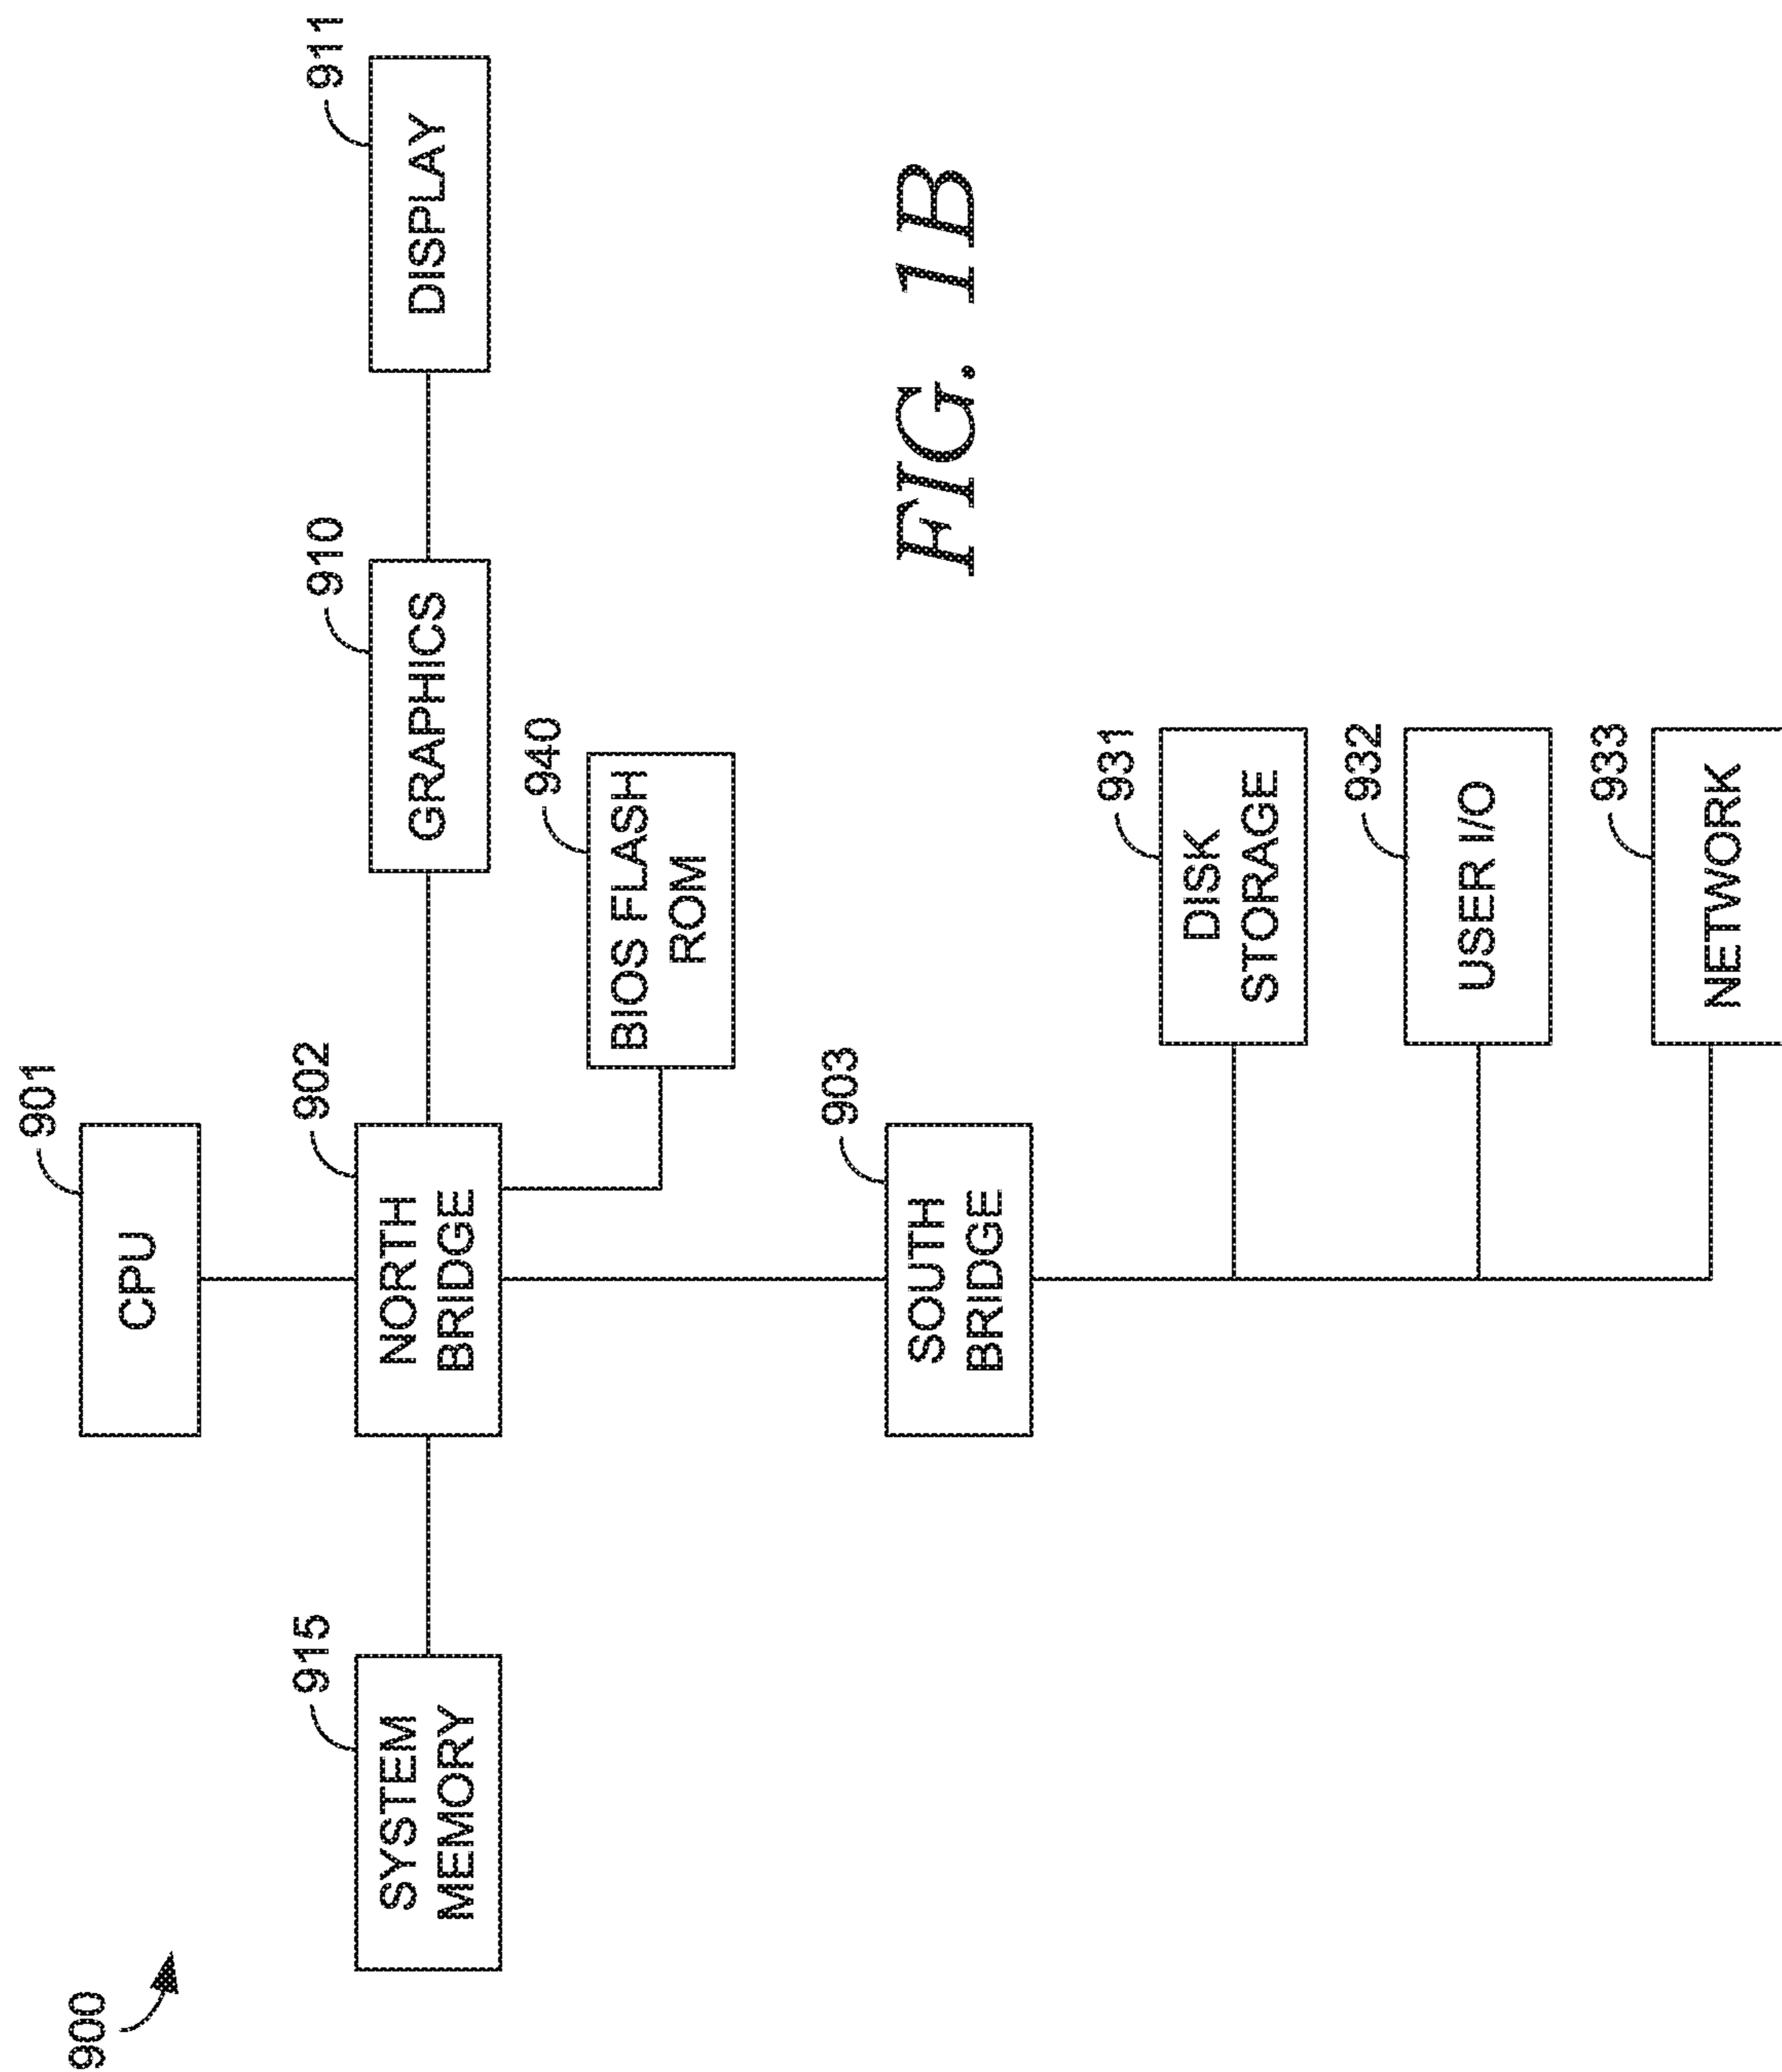 900
901
CPU
915
SYSTEM
MEMORY
902
NORTH
BRIDGE
910
GRAPHICS
911
DISPLAY
940
BIOS FLASH
ROM
903
SOUTH
BRIDGE
931
DISK
STORAGE
932
USER I/O
933
NETWORK
FIG. 1B